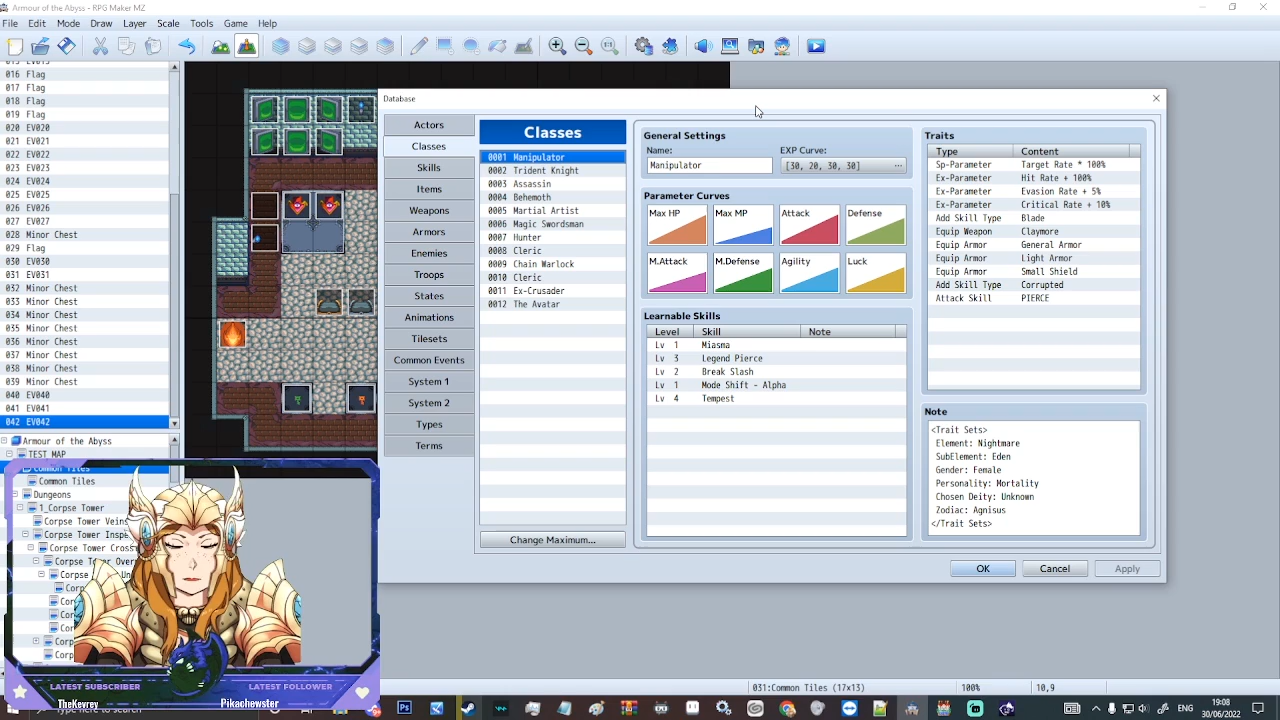 Armour of the Abyss - RPG Maker MZ
File Edit Mode Draw Layer Scale Tools Game Help
016 Flag
017 Flag
018 Flag
019 Flag
020 EV020
021 EV021
022 EV022
023 EV023
024 EV024
025 EV025
026 EV026
027 EV027
028 Minor Chest
029 Flag
030 EV030
031 EV031
032 Minor Chest
033 Minor Chest
034 Minor Chest
035 Minor Chest
036 Minor Chest
037 Minor Chest
038 Minor Chest
039 Minor Chest
040 EV040
041 EV041
042 EV042
Armour of the Abyss
TEST MAP
Common Tiles
Common Tiles
Dungeons
1_Corpse Tower
Corpse Tower
Corpse Tower
Corpse Tower
Corpse Tower
Corpse
LATEST SUBSCRIBER
TheKeyrey
LATEST FOLLOWER
Pikachewster
Database
Actors
Classes
Skills
Items
Weapons
Armors
Enemies
Troops
States
Animations
Tilesets
Common Events
System 1
System 2
Types
Terms
Classes
0001 Manipulator
0002 Trident Knight
0003 Assassin
0004 Behemoth
0005 Martial Artist
0006 Magic Swordsman
0007 Hunter
0008 Cleric
0009 Chain Warlock
0010 Cleric
0011 Ex-Crusader
0012 The Avatar
Change Maximum...
General Settings
Name: EXP Curve:
Manipulator [30, 20, 30, 30] ...
Parameter Curves
Max HP Max MP Attack Defense
M.Attack M.Defense Agility Luck
Learnable Skills
Level Skill Note
Lv 1 Miasma
Lv 3 Legend Pierce
Lv 2 Break Slash
Lv 1 Mode Shift - Alpha
Lv 4 Tempest
Traits
Type Content
Sp-Parameter Target Rate * 100%
Ex-Parameter Hit Rate + 100%
Ex-Parameter Evasion Rate + 5%
Ex-Parameter Critical Rate + 10%
Add Skill Type Blade
Equip Weapon Claymore
Equip Armor General Armor
Equip Armor Light Armor
Equip Armor Small Shield
Add Skill Type Corrupted
Attack Skill PIERCE
Note
<Trait Sets>
Element: Nightmare
SubElement: Eden
Gender: Female
Personality: Mortality
Chosen Deity: Unknown
Zodiac: Agnisus
</Trait Sets>
OK Cancel Apply
031:Common Tiles (17x13) 100% 10,9
to search
ENG
19:08
30/06/2022